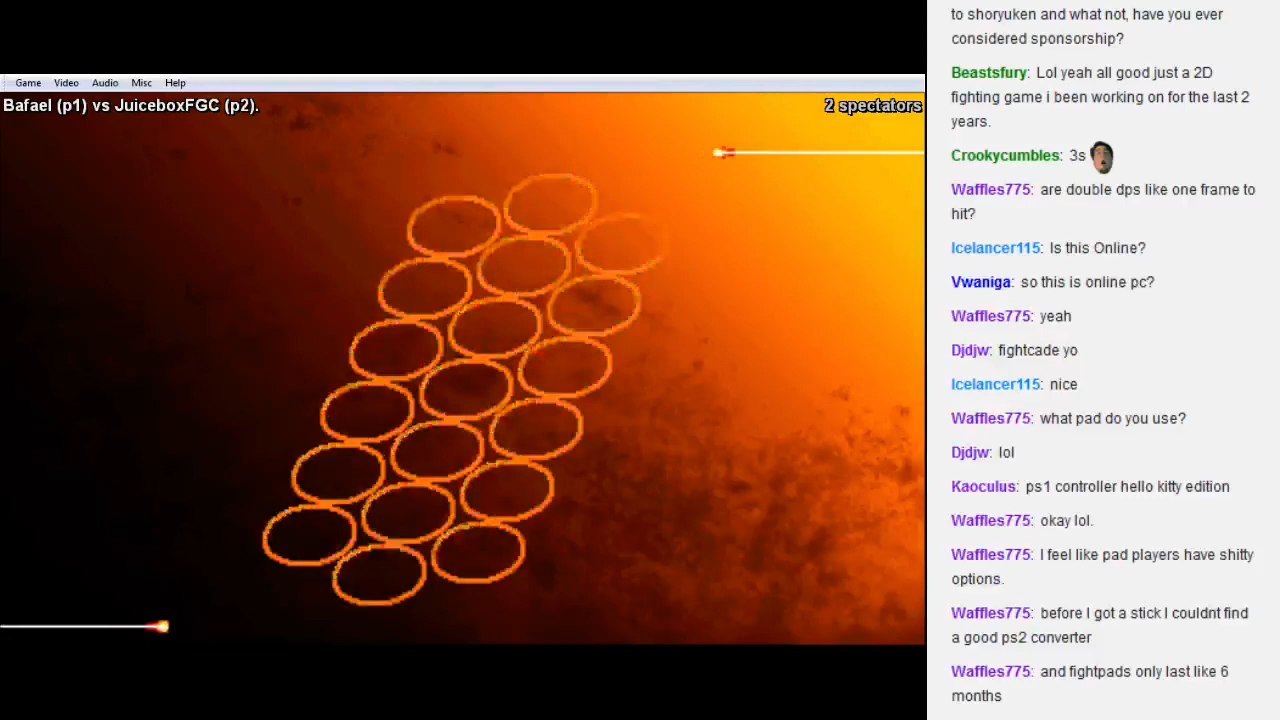 Game Video Audio Misc Help
Bafael (p1) vs JuiceboxFGC (p2).
2 spectators
to shoryuken and what not, have you ever
considered sponsorship?
Beastsfury: Lol yeah all good just a 2D
fighting game i been working on for the last 2
years.
Crookycumbles: 3s
Waffles775: are double dps like one frame to
hit?
Icelancer115: Is this Online?
Vwaniga: so this is online pc?
Waffles775: yeah
Djdjw: fightcade yo
Icelancer115: nice
Waffles775: what pad do you use?
Djdjw: lol
Kaoculus: ps1 controller hello kitty edition
Waffles775: okay lol.
Waffles775: I feel like pad players have shitty
options.
Waffles775: before I got a stick I couldnt find
a good ps2 converter
Waffles775: and fightpads only last like 6
months